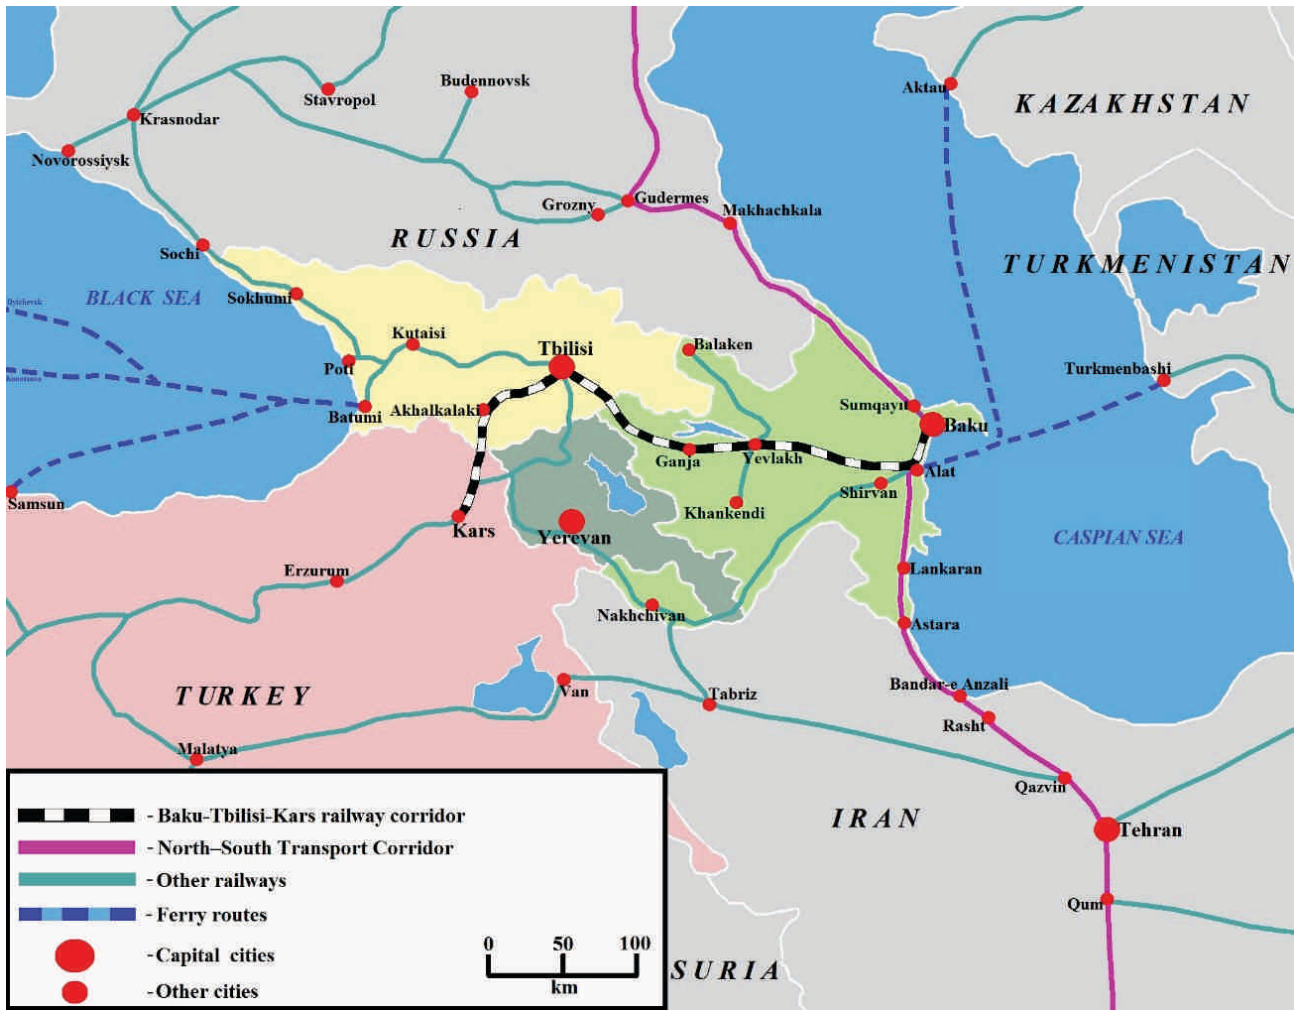 Budennovsk
Aktau
Stavropol
KAZAKHSTAN
Krasnodar
Novorossiysk
Grozny
Gudermes
Makhachkala
RUSSIA
Sochi
TURKMENISTAN
BLACK SEA
Sokhumi
Kutaisi
Tbilisi
Balaken
Poti
Turkmenbashi
Batumi
Akhalkalaki
Sumqayıt
Baku
Ganja
Yevlakh
Alat
Shirvan
Samsun
Khankendi
Kars
Yerevan
CASPIAN SEA
Erzurum
Lankaran
Nakhchivan
Astara
TURKEY
Van
Tabriz
Bandar-e Anzali
Rasht
Malatya
Qazvin
IRAN
Tehran
Qum
SURIA
- Baku-Tbilisi-Kars railway corridor
- North–South Transport Corridor
- Other railways
- Ferry routes
- Capital cities
- Other cities
0 50 100
km